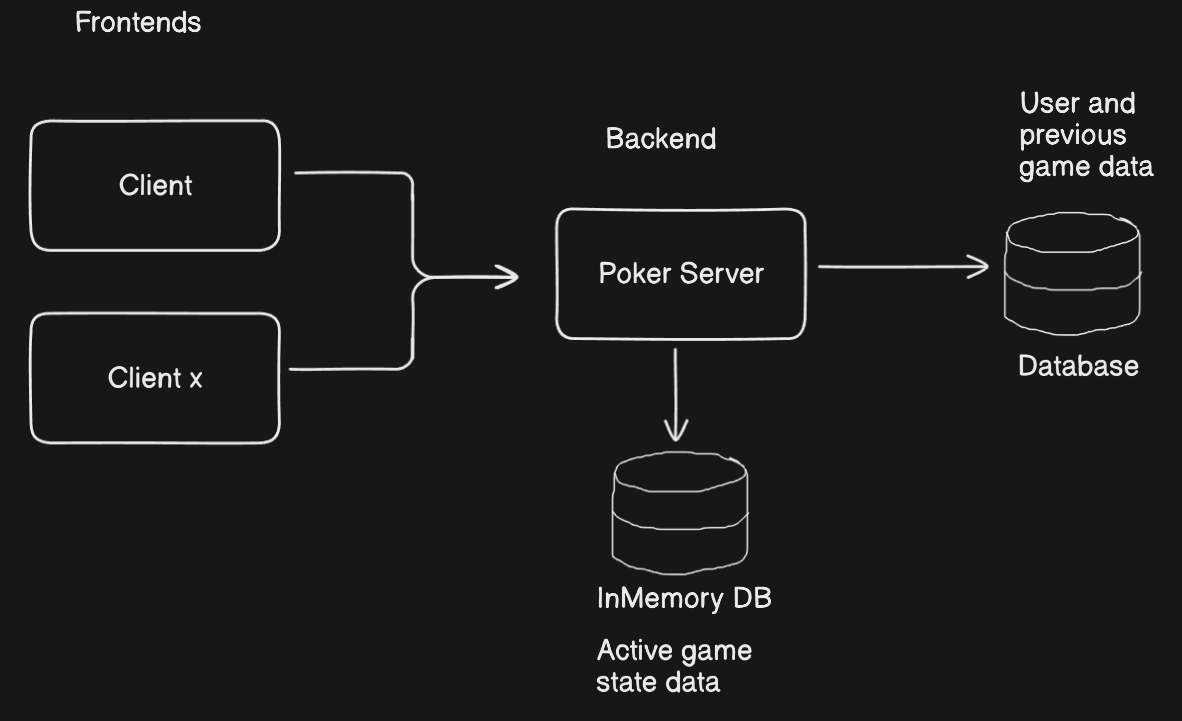 Frontends
Client
Client x
Backend
Poker Server
User and
previous
game data
Database
InMemory DB
Active game
state data